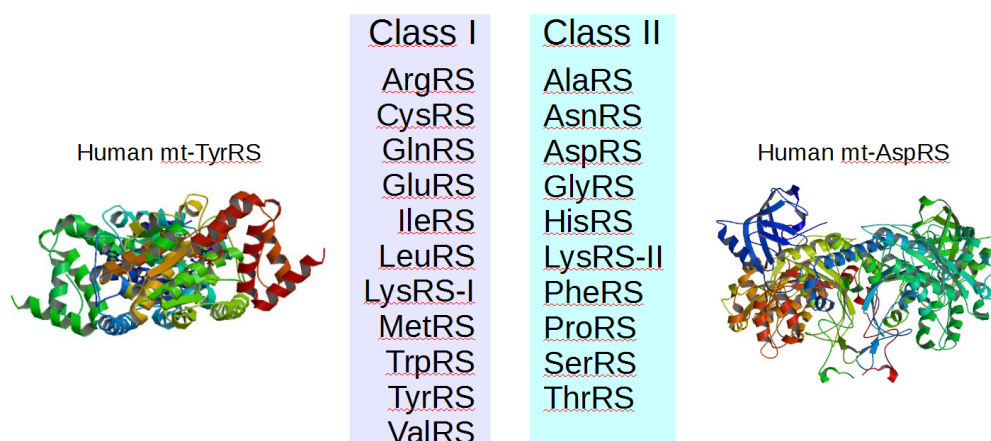 Class I
ArgRS
CysRS
GlnRS
GluRS
IleRS
LeuRS
LysRS-I
MetRS
TrpRS
TyrRS
ValRS
Class II
AlaRS
AsnRS
AspRS
GlyRS
HisRS
LysRS-II
PheRS
ProRS
SerRS
ThrRS
Human mt-TyrRS
Human mt-AspRS